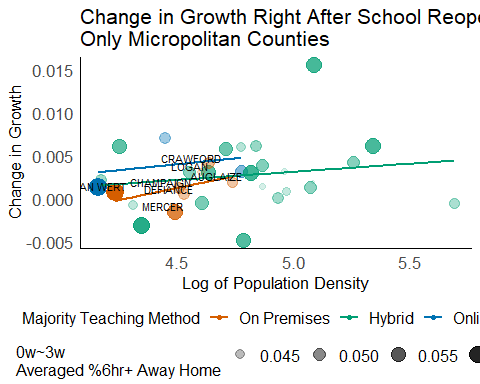 Change in Growth Right After School Reope
Only Micropolitan Counties
0.015
0.010
0.005
0.000
-0.005
Change in Growth
CRAWFORD
LOGAN
AUGLAIZE
CHAMPAIGN
AN WER
DEFIANCE
MERCER
4.5 5.0 5.5
Log of Population Density
Majority Teaching Method On Premises Hybrid Onli
0w~3w
Averaged %6hr+ Away Home
0.045 0.050 0.055